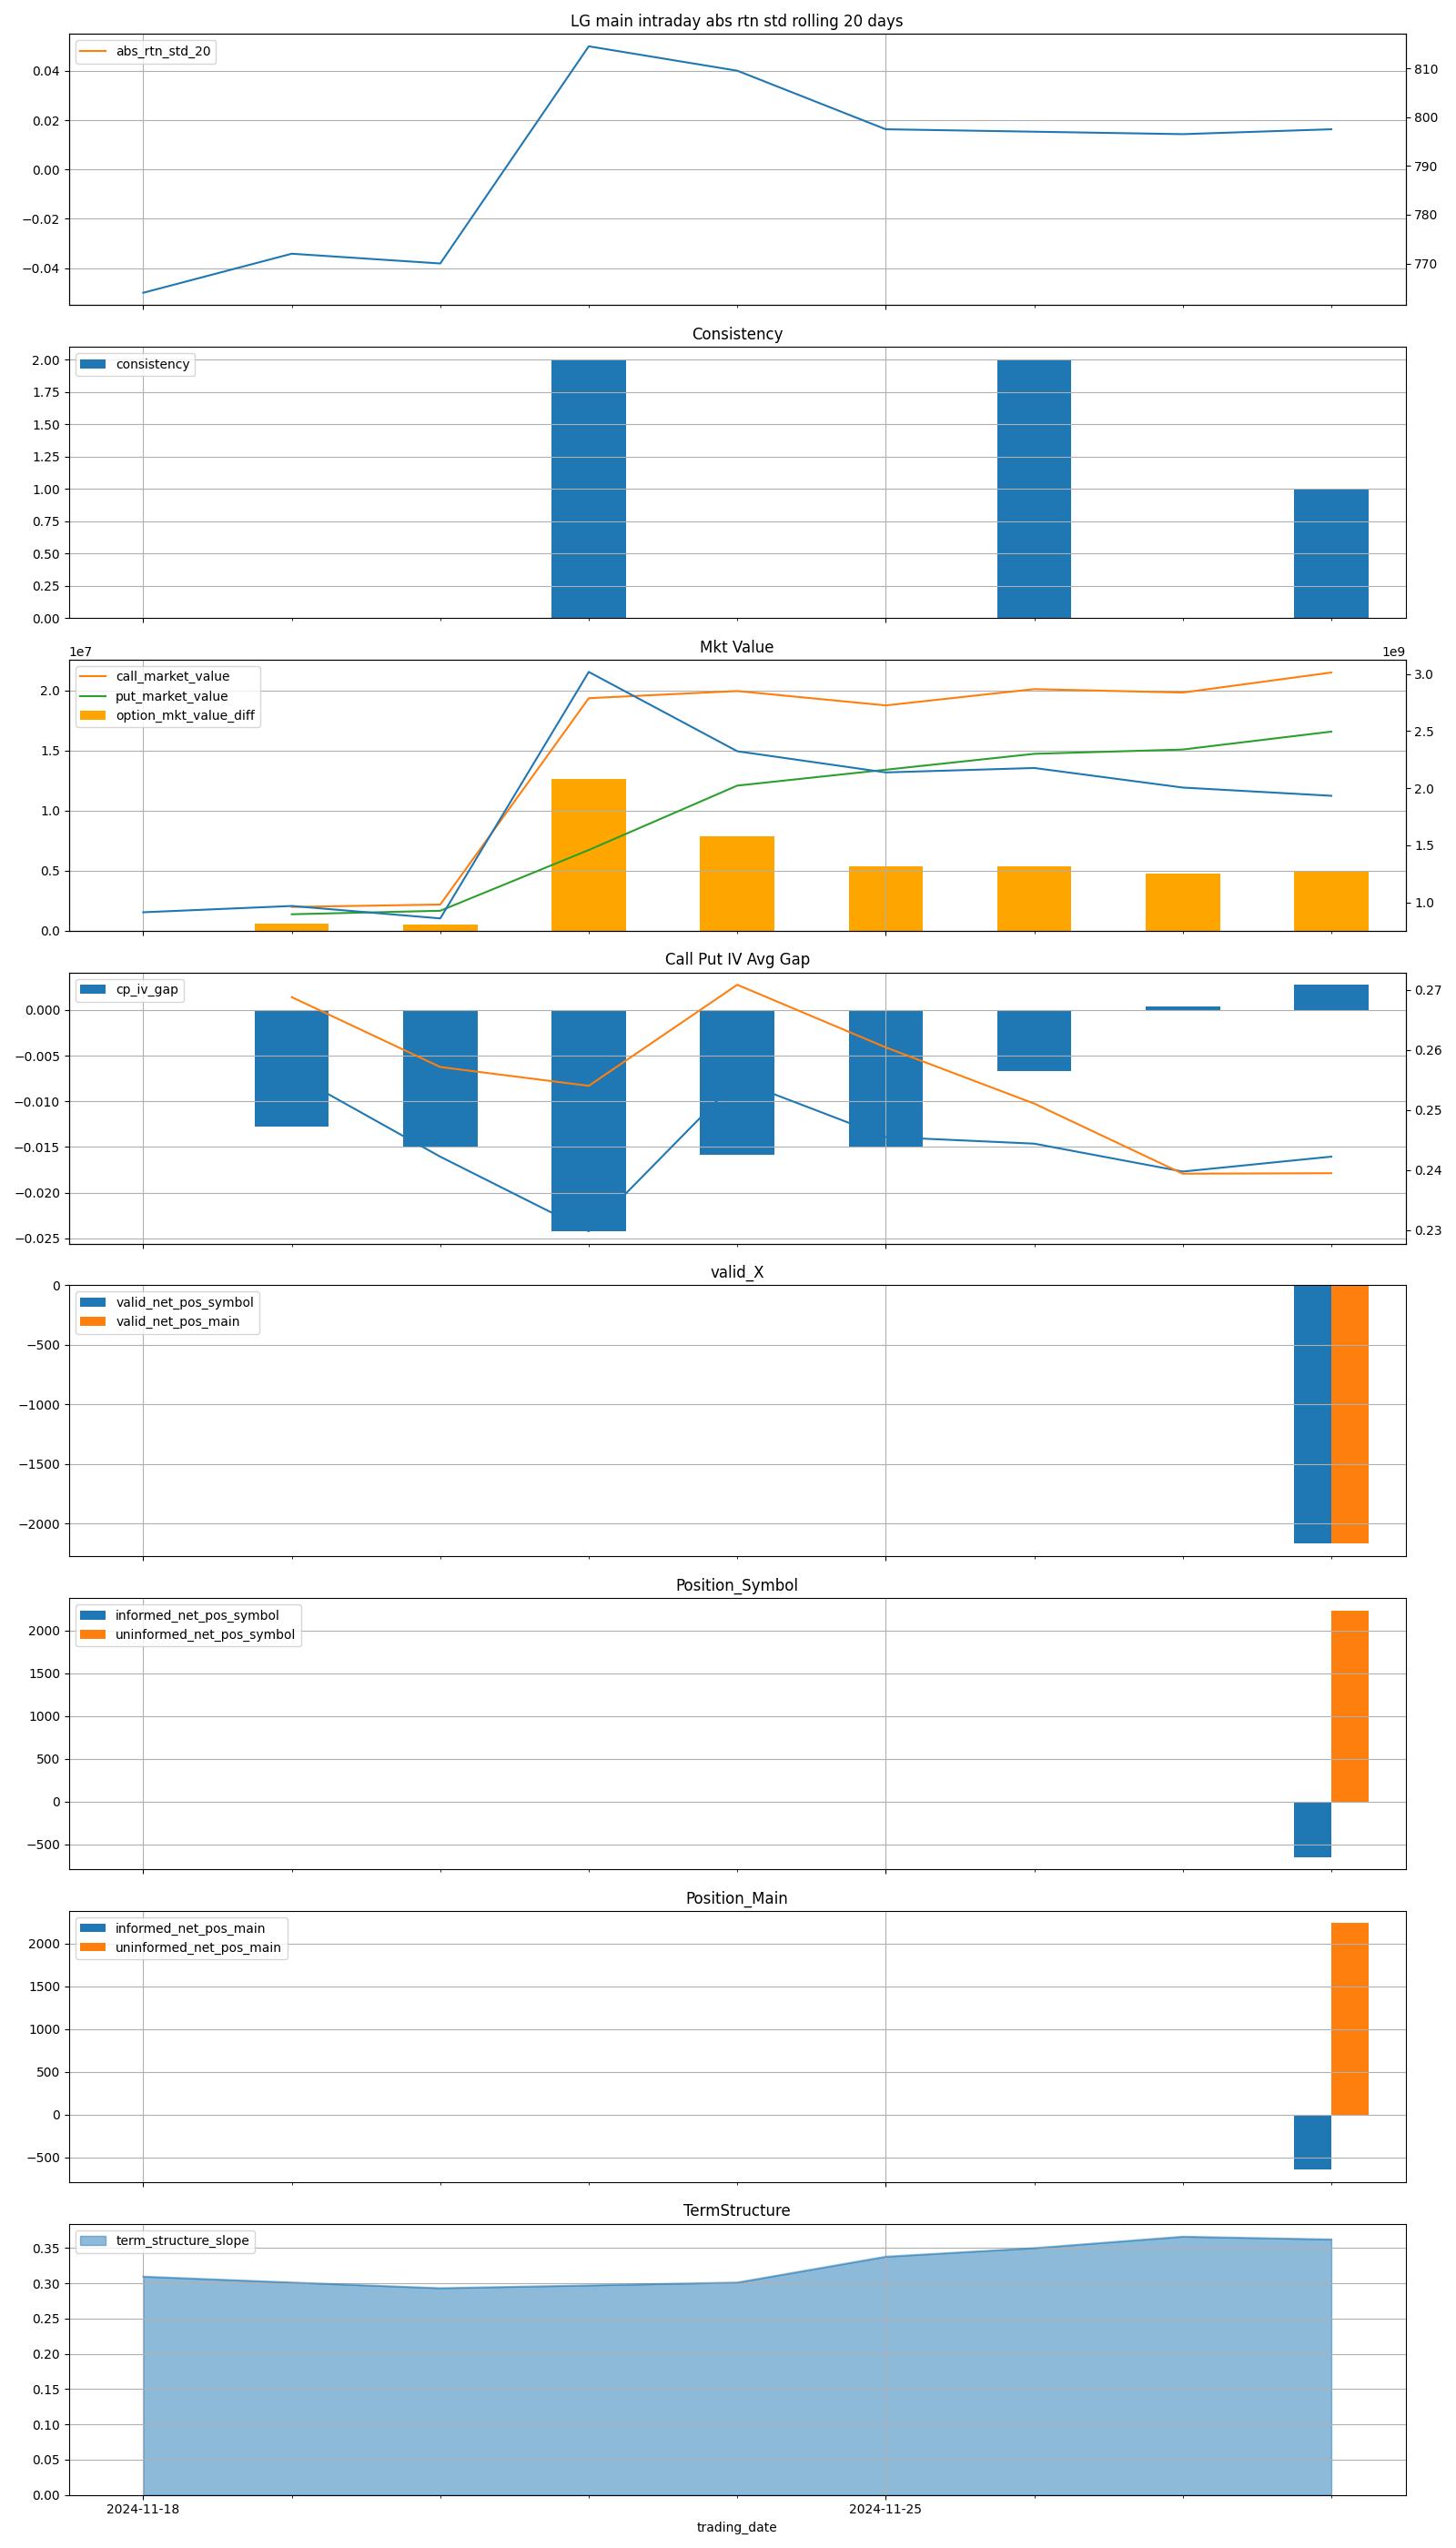 LG main intraday abs rtn std rolling 20 days
abs_rtn_std_20
0.04
0.02
0.00
−0.02
−0.04
810
800
790
780
770
Consistency
consistency
2.00
1.75
1.50
1.25
1.00
0.75
0.50
0.25
0.00
Mkt Value
1e7
1e9
call_market_value
put_market_value
option_mkt_value_diff
2.0
1.5
1.0
0.5
0.0
3.0
2.5
2.0
1.5
1.0
Call Put IV Avg Gap
cp_iv_gap
0.000
−0.005
−0.010
−0.015
−0.020
−0.025
0.27
0.26
0.25
0.24
0.23
valid_X
valid_net_pos_symbol
valid_net_pos_main
0
−500
−1000
−1500
−2000
Position_Symbol
informed_net_pos_symbol
uninformed_net_pos_symbol
2000
1500
1000
500
0
−500
Position_Main
informed_net_pos_main
uninformed_net_pos_main
2000
1500
1000
500
0
−500
TermStructure
term_structure_slope
0.35
0.30
0.25
0.20
0.15
0.10
0.05
0.00
2024-11-18
2024-11-25
trading_date